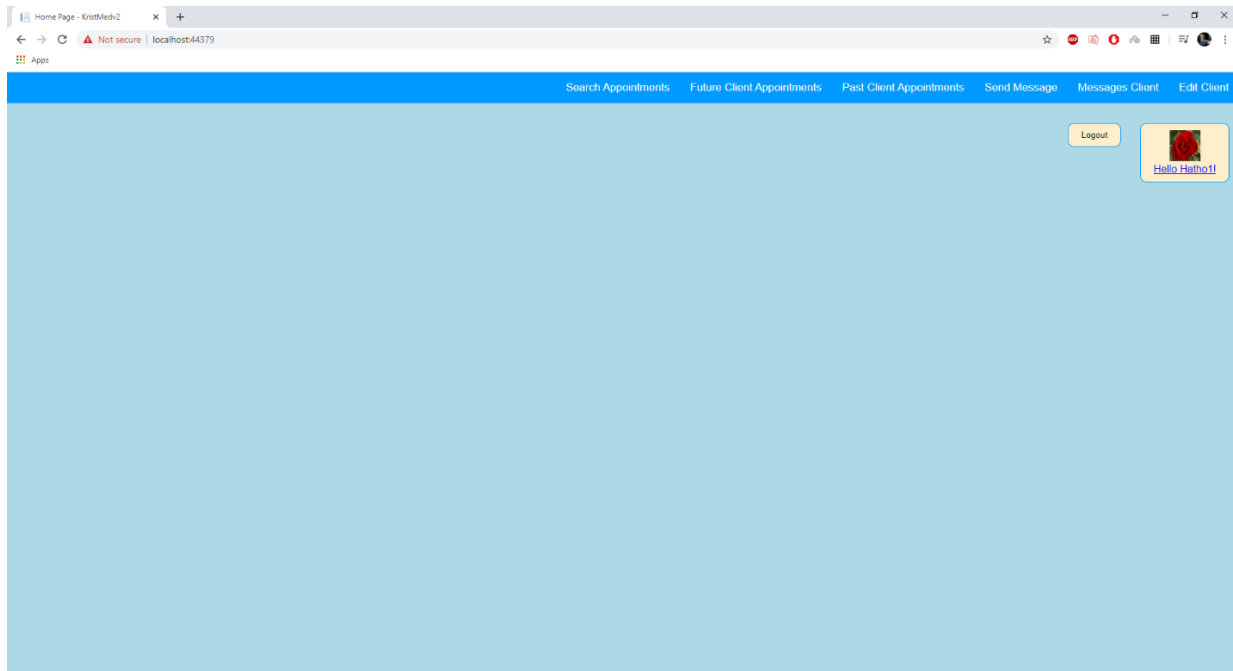 Home Page - KristMedv2
Not secure | localhost:44379
Apps
Search Appointments Future Client Appointments Past Client Appointments Send Message Messages Client Edit Client
Logout
Hello Hatho1!